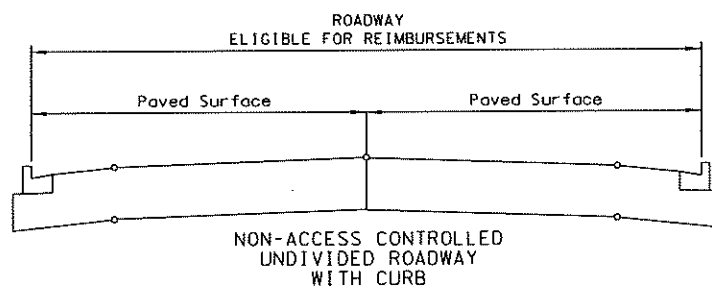 ROADWAY
ELIGIBLE FOR REIMBURSEMENTS
Paved Surface
Paved Surface
NON-ACCESS CONTROLLED
UNDIVIDED ROADWAY
WITH CURB